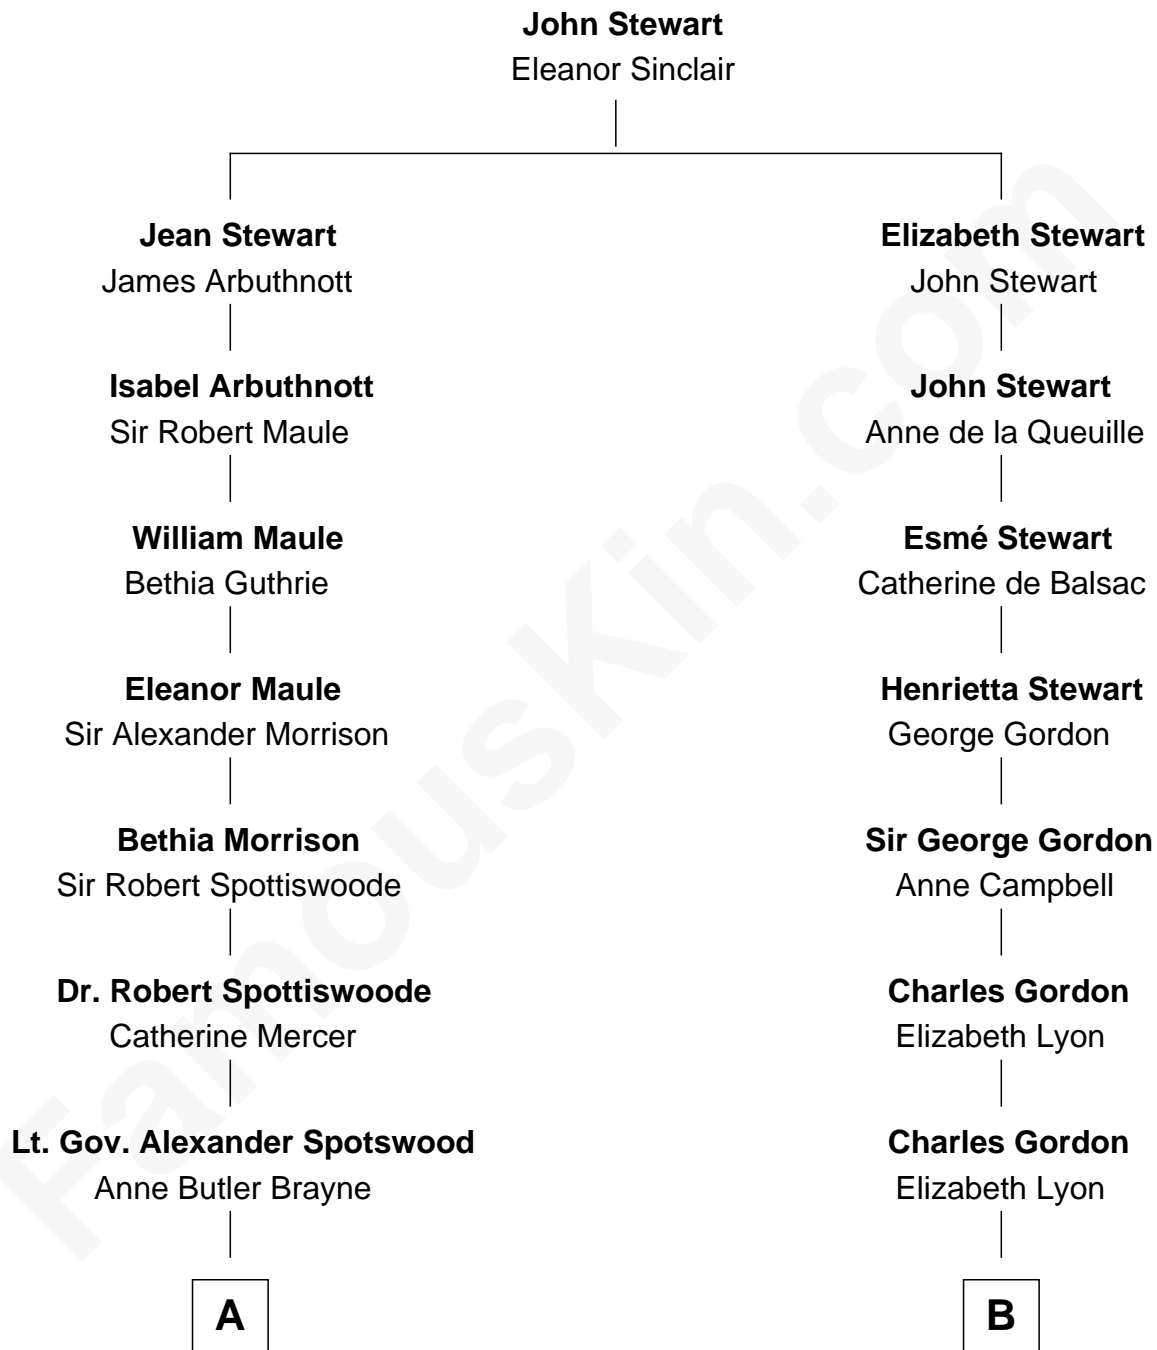 John Stewart
Eleanor Sinclair
Jean Stewart
James Arbuthnott
Elizabeth Stewart
John Stewart
Isabel Arbuthnott
Sir Robert Maule
John Stewart
Anne de la Queuille
William Maule
Bethia Guthrie
Esmé Stewart
Catherine de Balsac
Eleanor Maule
Sir Alexander Morrison
Henrietta Stewart
George Gordon
Bethia Morrison
Sir Robert Spottiswoode
Sir George Gordon
Anne Campbell
Dr. Robert Spottiswoode
Catherine Mercer
Charles Gordon
Elizabeth Lyon
Lt. Gov. Alexander Spotswood
Anne Butler Brayne
Charles Gordon
Elizabeth Lyon
A
B
FamousKin.com